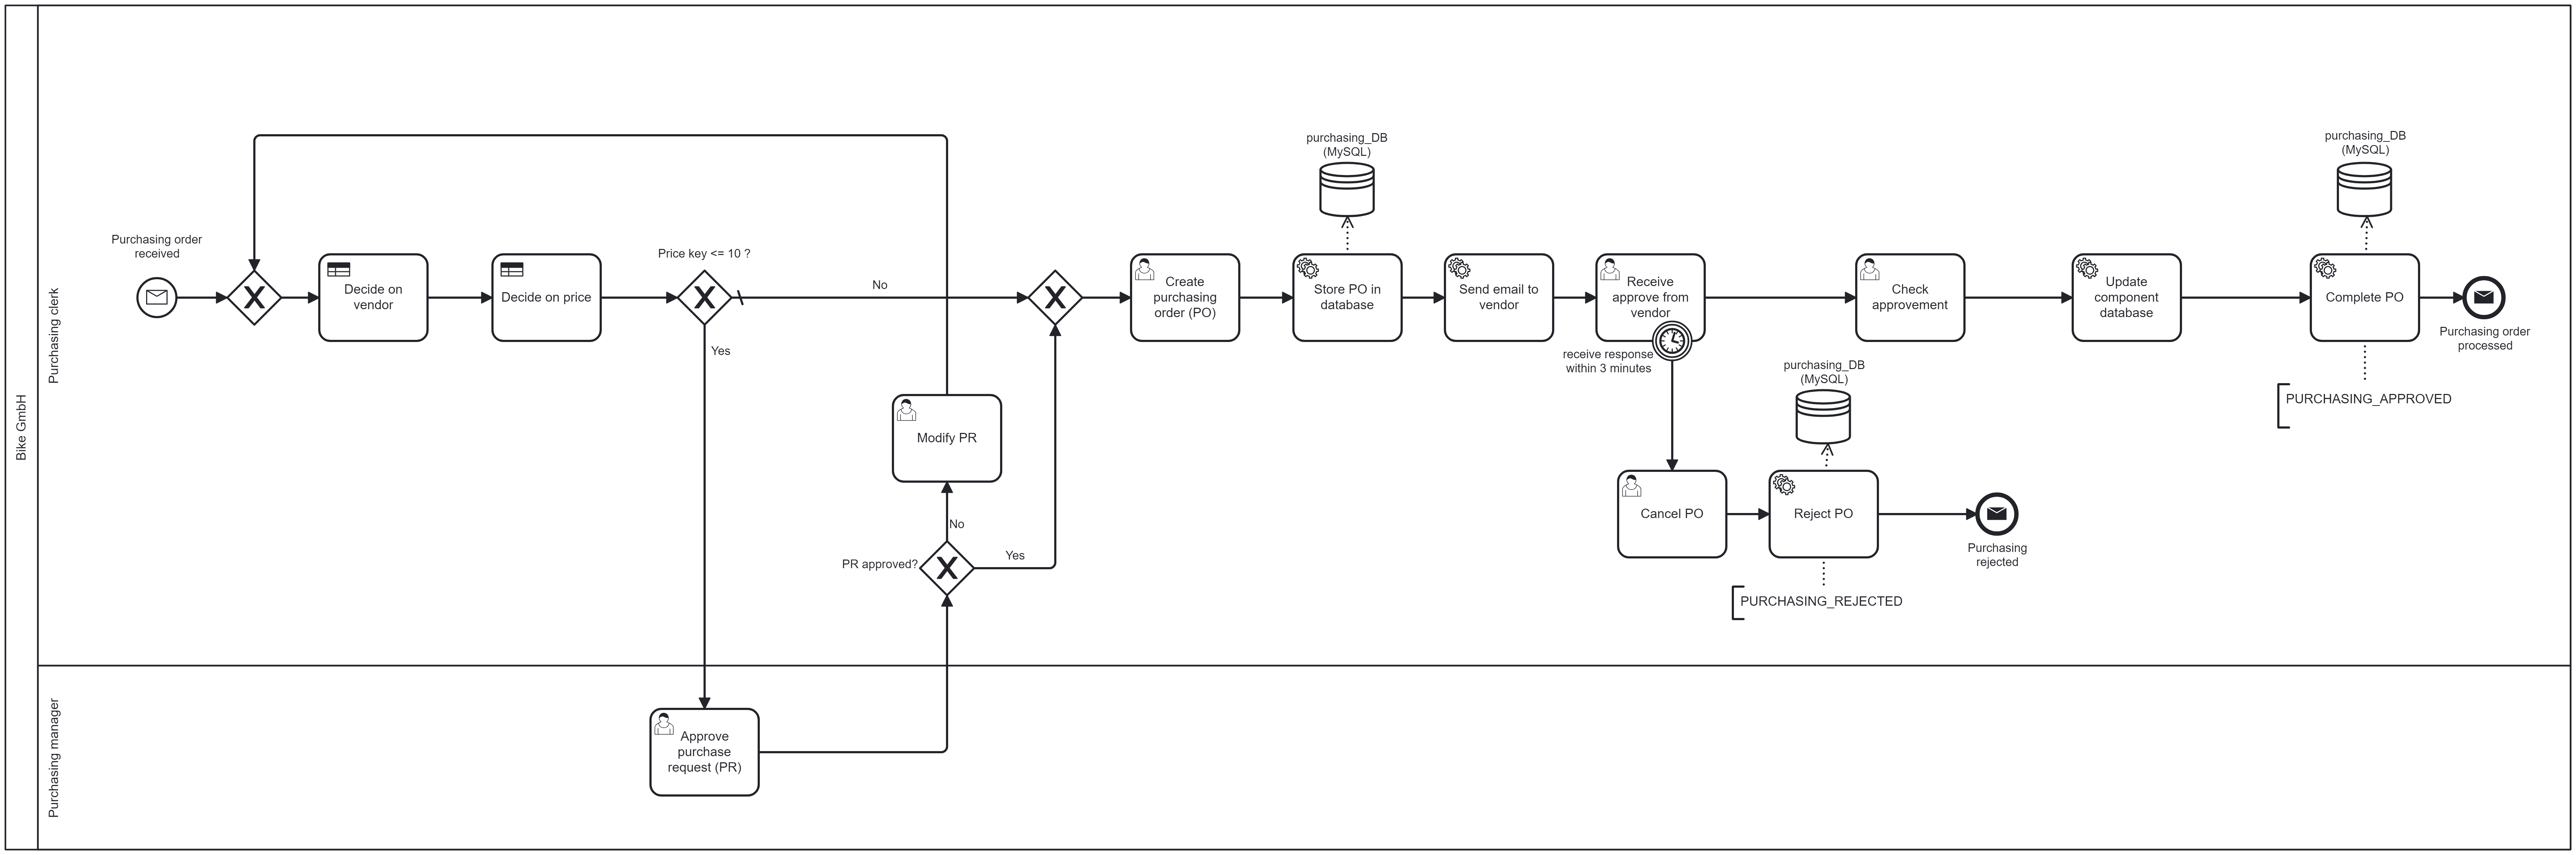 Bike GmbH
Purchasing clerk
Purchasing order
received
Decide on
vendor
Decide on price
Price key <= 10 ?
No
Yes
Modify PR
No
PR approved?
Yes
Create
purchasing
order (PO)
purchasing_DB
(MySQL)
Store PO in
database
Send email to
vendor
Receive
approve from
vendor
receive response
within 3 minutes
Check
approvement
Update
component
database
purchasing_DB
(MySQL)
Complete PO
Purchasing order
processed
PURCHASING_APPROVED
Cancel PO
purchasing_DB
(MySQL)
Reject PO
Purchasing
rejected
PURCHASING_REJECTED
Purchasing manager
Approve
purchase
request (PR)